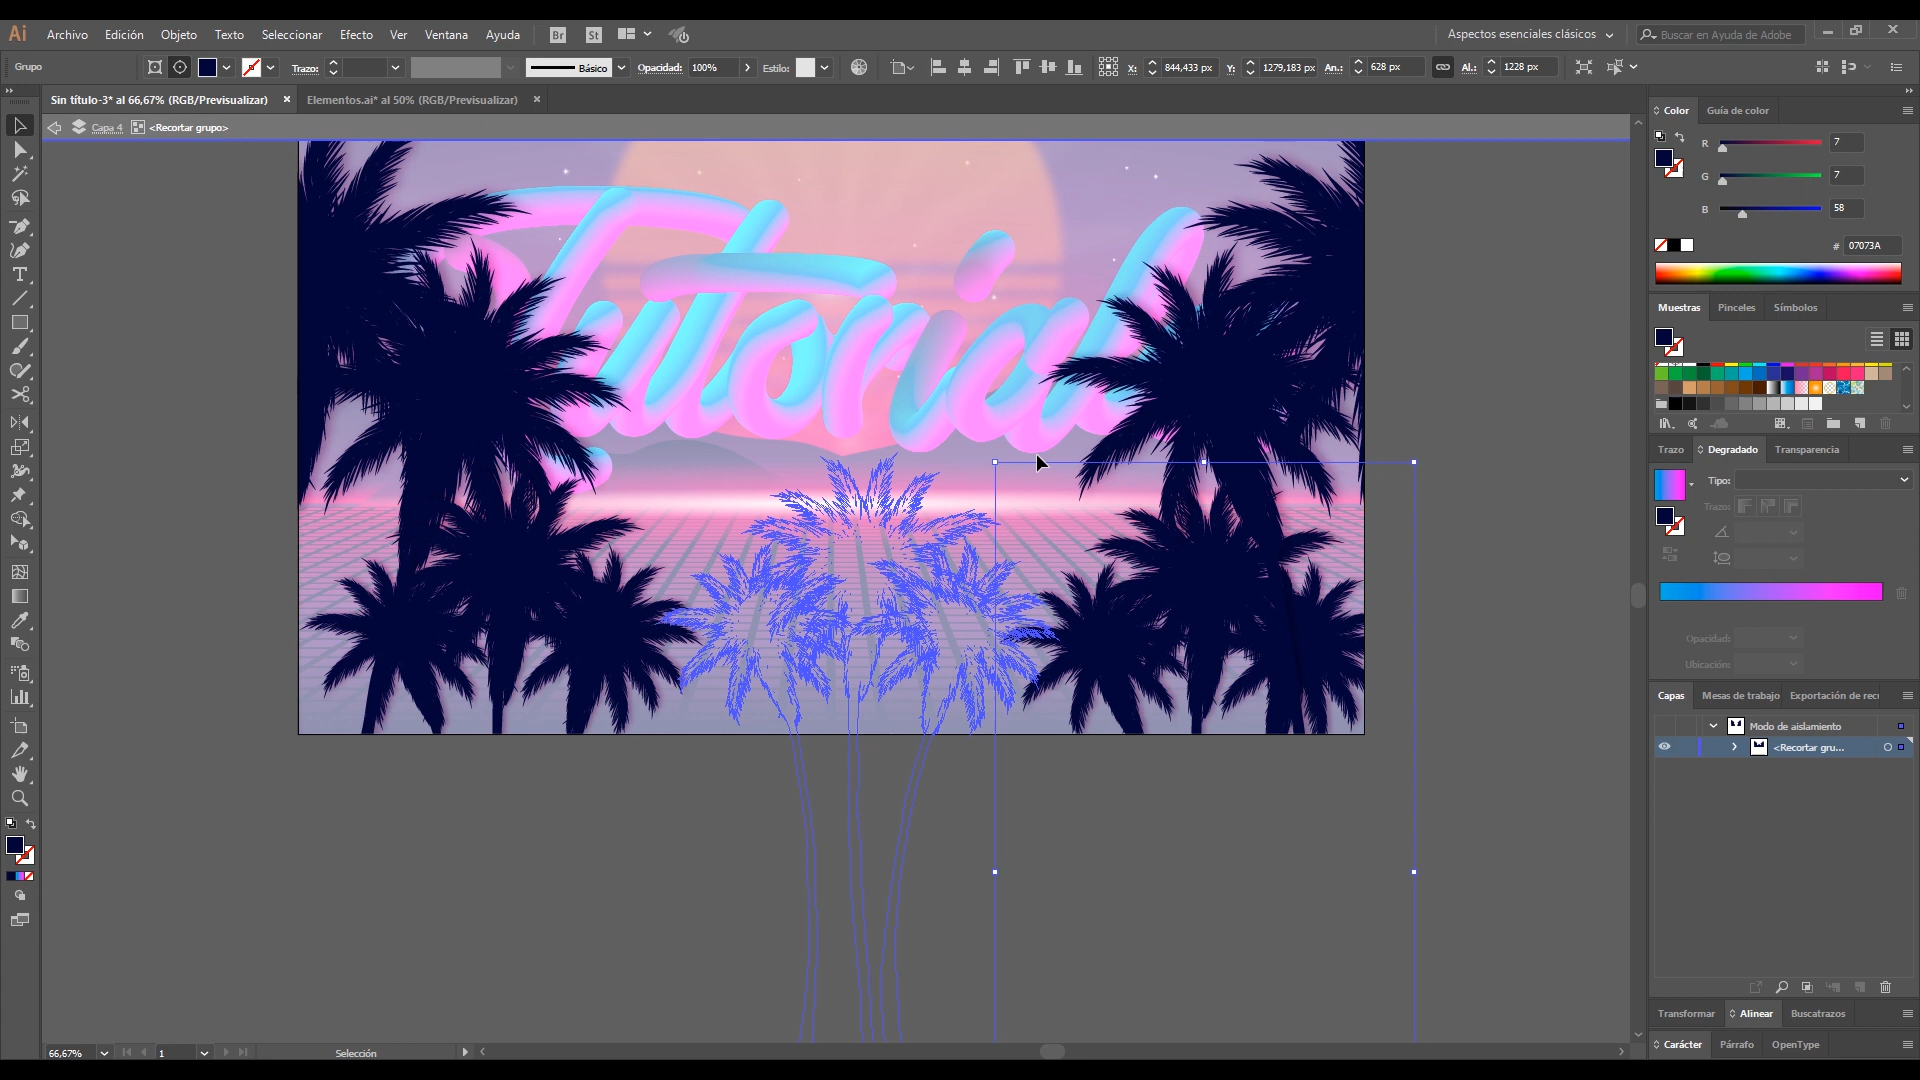 Ai Archivo Edición Objeto Texto Seleccionar Efecto Ver Ventana Ayuda Br St Aspectos esenciales clásicos Buscar en Ayuda de Adobe
Grupo Trazo: Básico Opacidad: 100% Estilo: X: 844,433 px Y: 1279,183 px An.: 628 px Al.: 1228 px
Sin título-3* al 66,67% (RGB/Previsualizar) Elementos.ai* al 50% (RGB/Previsualizar)
Capa 4 <Recortar grupo>
Tutorial
Color Guía de color
R 7
G 7
B 58
# 07073A
Muestras Pinceles Símbolos
Trazo Degradado Transparencia
Tipo:
Trazo:
Opacidad:
Ubicación:
Capas Mesas de trabajo Exportación de recu
Modo de aislamiento
<Recortar gru...
Transformar Alinear Buscatrazos
Carácter Párrafo OpenType
66,67% 1 Selección